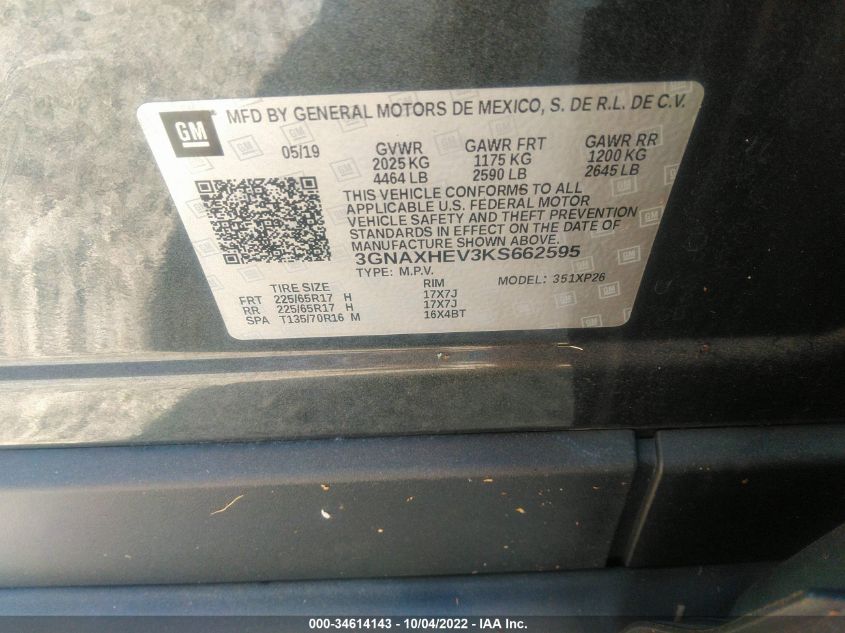 GM MFD BY GENERAL MOTORS DE MEXICO, S. DE R.L. DE C.V.
05/19 GVWR GAWR FRT GAWR RR
2025 KG 1175 KG 1200 KG
4464 LB 2590 LB 2645 LB
THIS VEHICLE CONFORMS TO ALL
APPLICABLE U.S. FEDERAL MOTOR
VEHICLE SAFETY AND THEFT PREVENTION
STANDARDS IN EFFECT ON THE DATE OF
MANUFACTURE SHOWN ABOVE.
3GNAXHEV3KS662595
TYPE: M.P.V. 351XP26
TIRE SIZE RIM
FRT 225/65R17 H 17X7J
RR 225/65R17 H 17X7J
SPA T135/70R16 M 16X4BT
000-34614143 - 10/04/2022 - IAA Inc.